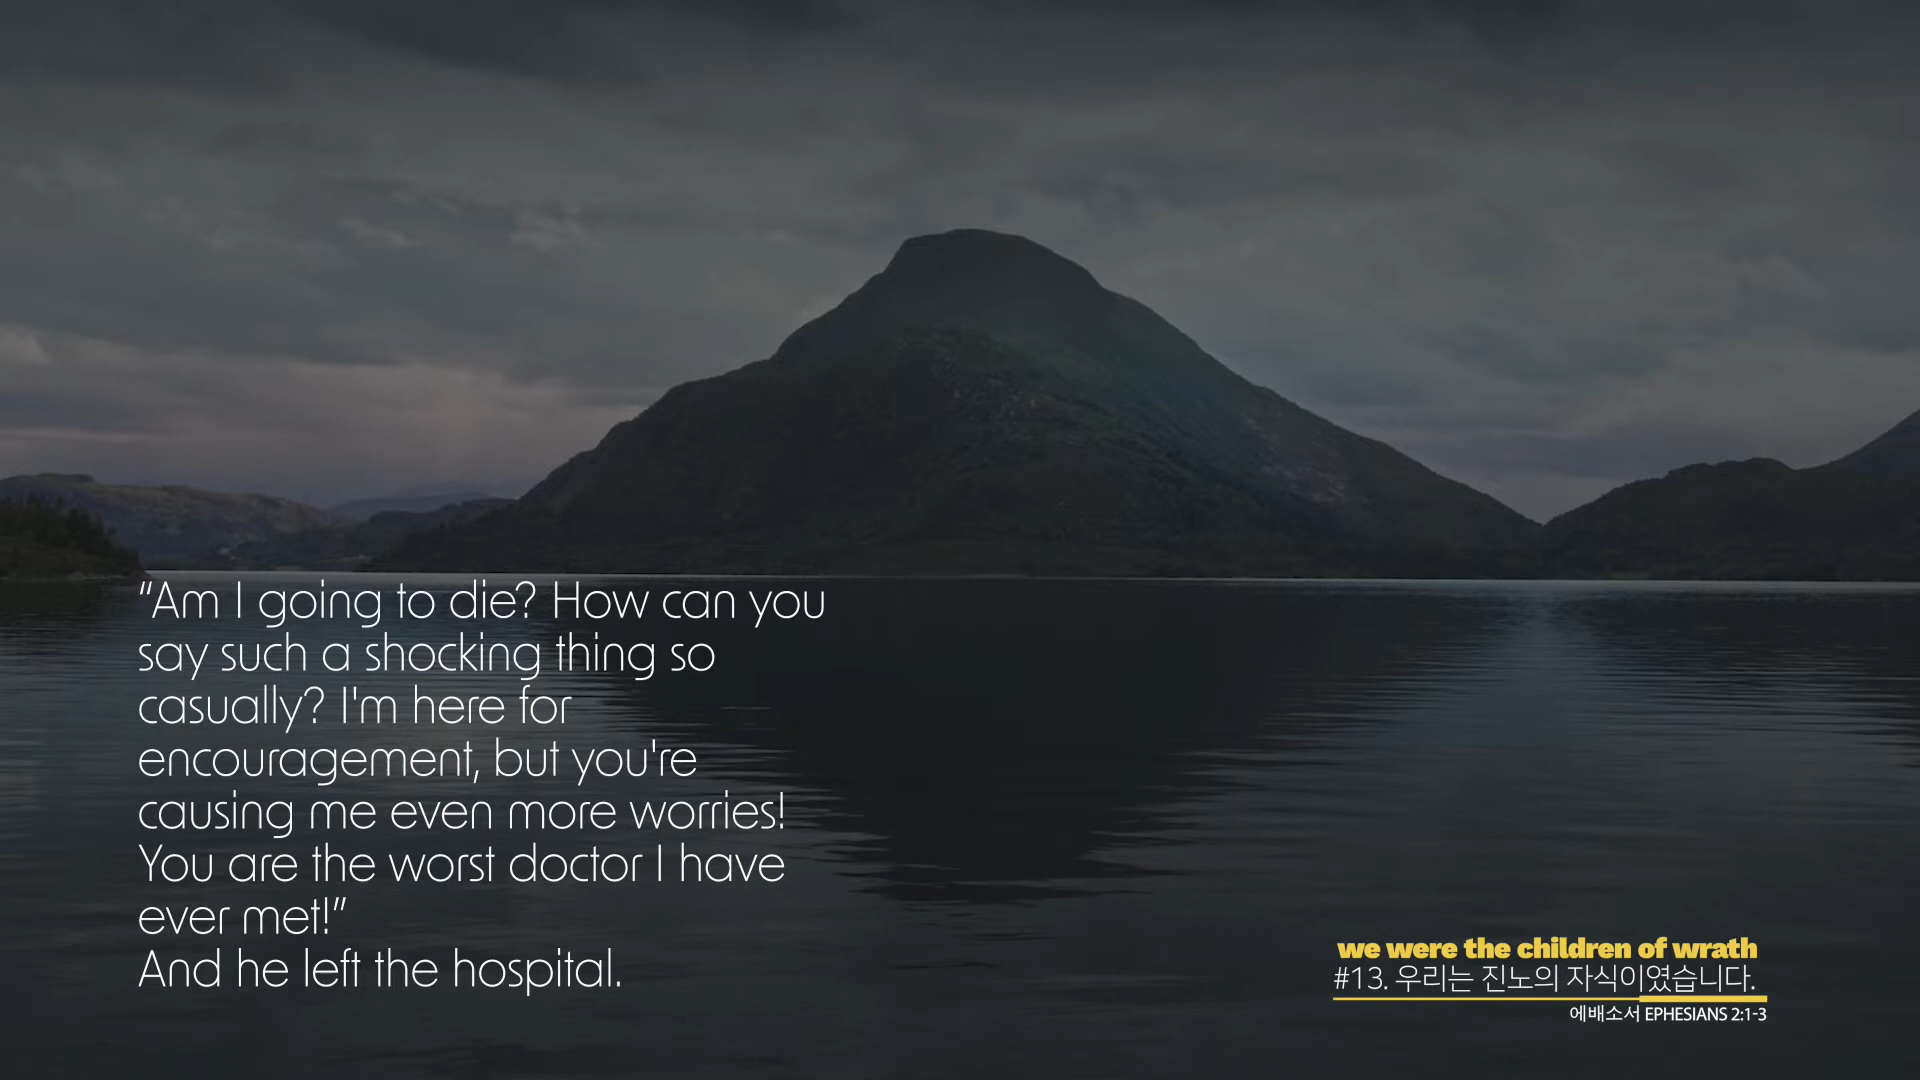 “Am I going to die? How can you
say such a shocking thing so
casually? I'm here for
encouragement, but you're
causing me even more worries!
You are the worst doctor I have
ever met!”
And he left the hospital.
we were the children of wrath
#13. 우리는 진노의 자식이였습니다.
에배소서 EPHESIANS 2:1-3